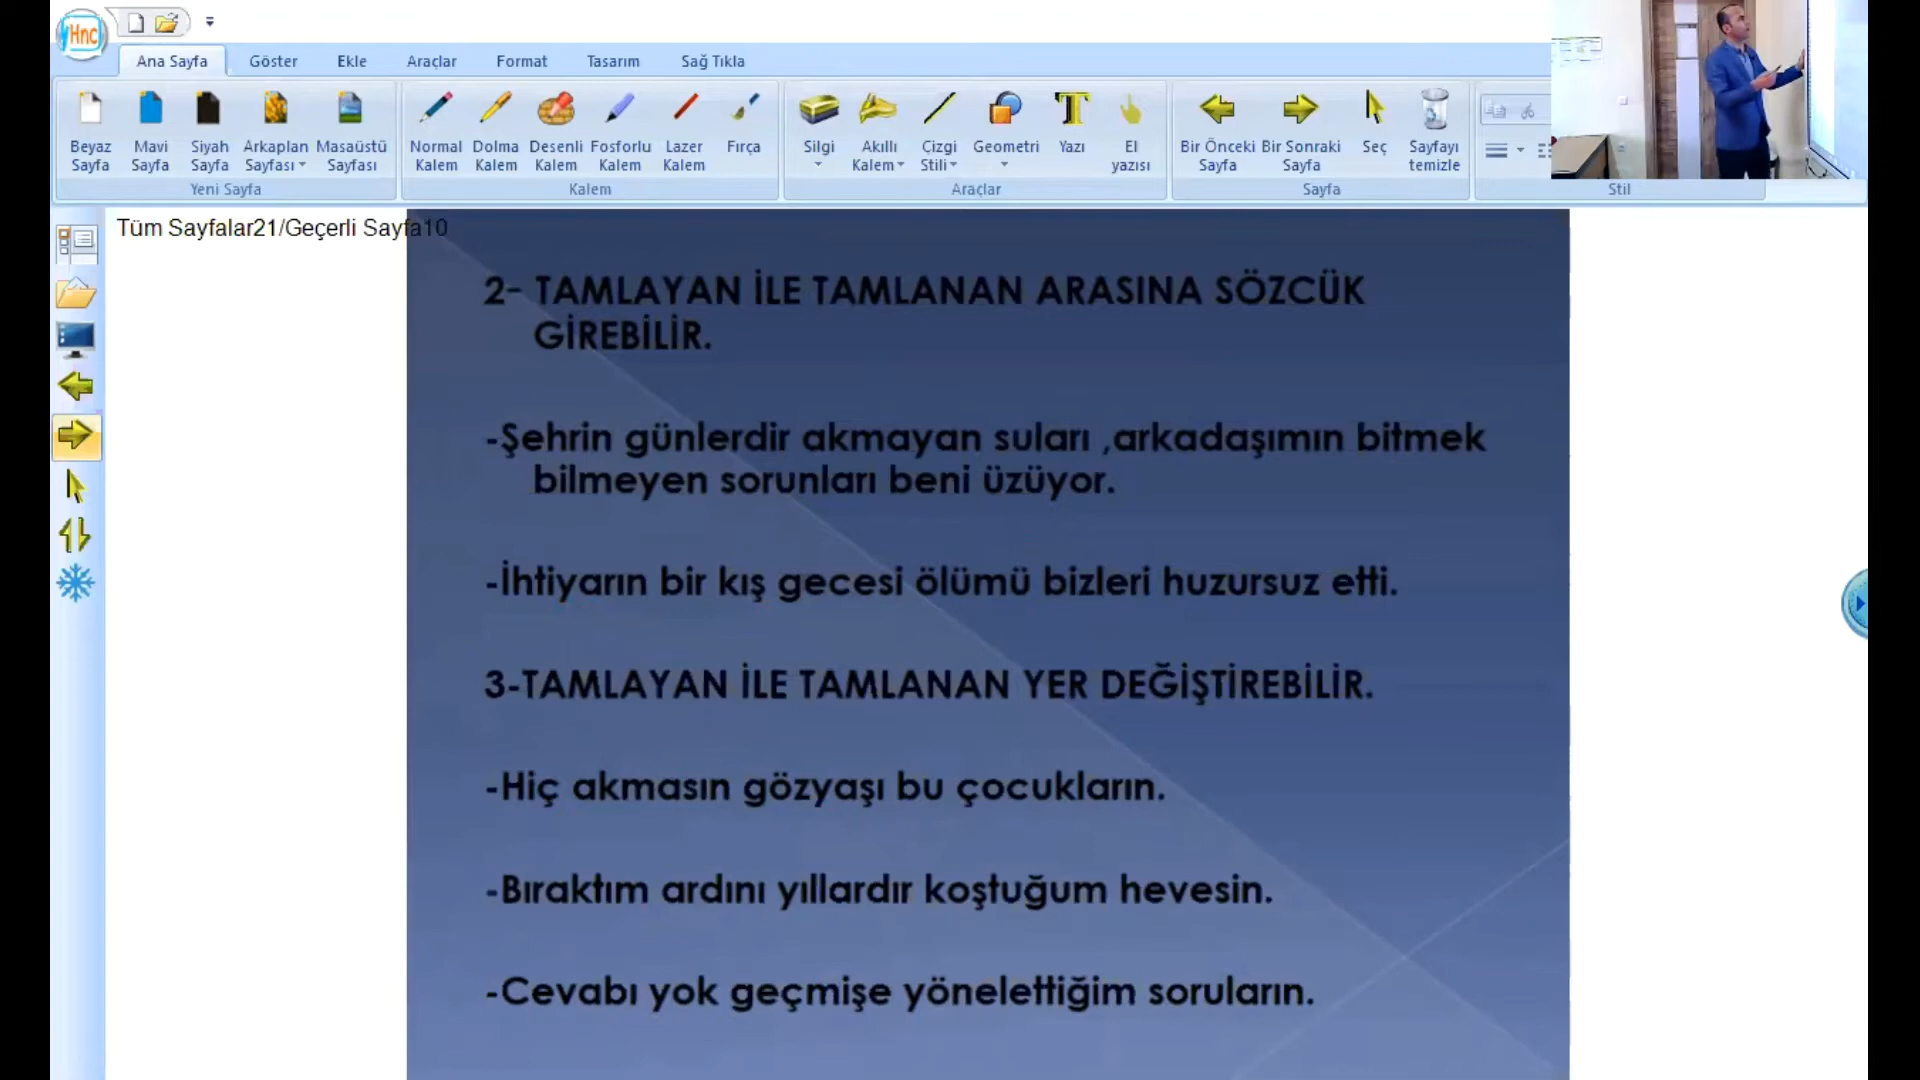 Hnc
Ana Sayfa Göster Ekle Araçlar Format Tasarım Sağ Tıkla
Beyaz Sayfa
Mavi Sayfa
Siyah Sayfa
Arkaplan Sayfası
Masaüstü Sayfası
Yeni Sayfa
Normal Kalem
Dolma Kalem
Desenli Kalem
Fosforlu Kalem
Lazer Kalem
Fırça
Kalem
Silgi
Akıllı Kalem
Çizgi Stili
Geometri
Yazı
El yazısı
Araçlar
Bir Önceki Sayfa
Bir Sonraki Sayfa
Seç
Sayfayı temizle
Sayfa
Stil
Tüm Sayfalar21/Geçerli Sayfa10
2- TAMLAYAN İLE TAMLANAN ARASINA SÖZCÜK
GİREBİLİR.
-Şehrin günlerdir akmayan suları ,arkadaşımın bitmek
bilmeyen sorunları beni üzüyor.
-İhtiyarın bir kış gecesi ölümü bizleri huzursuz etti.
3-TAMLAYAN İLE TAMLANAN YER DEĞİŞTİREBİLİR.
-Hiç akmasın gözyaşı bu çocukların.
-Bıraktım ardını yıllardır koştuğum hevesin.
-Cevabı yok geçmişe yönelettiğim soruların.